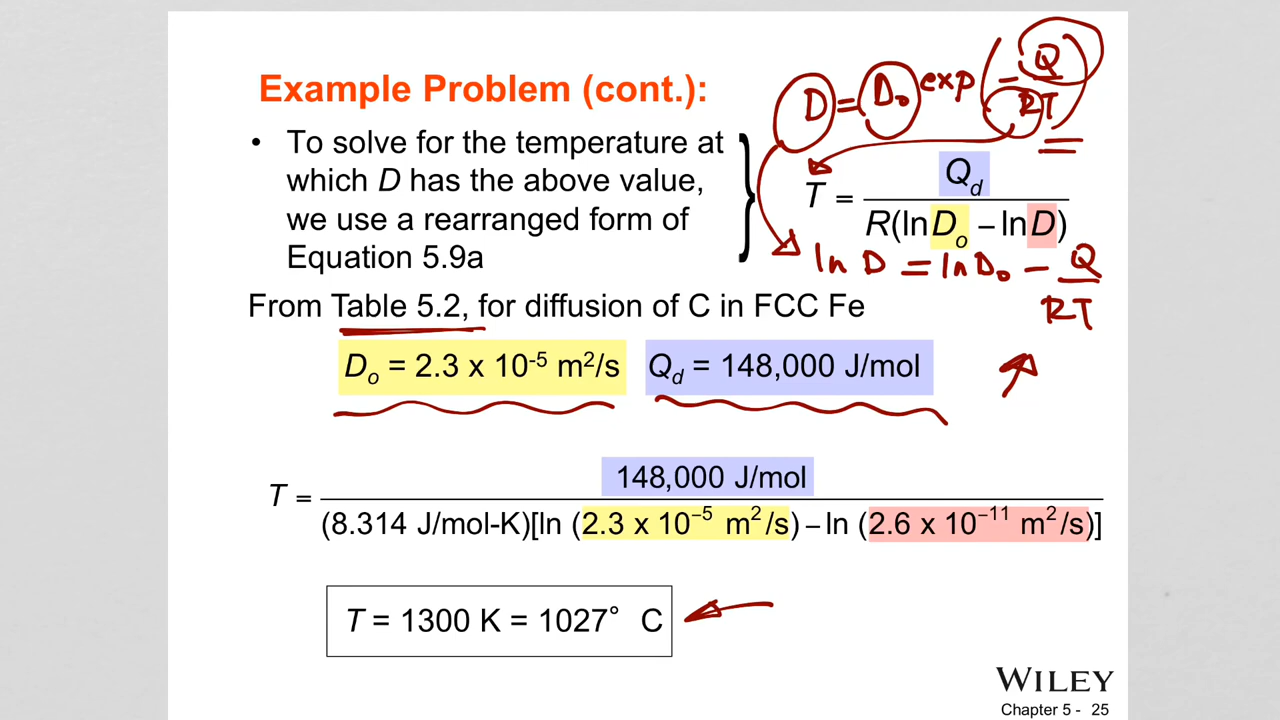 Example Problem (cont.):
D = D₀ exp(− Q / RT)
• To solve for the temperature at
which D has the above value,
we use a rearranged form of
Equation 5.9a
T = Q_d / R(ln D_o − ln D)
ln D = ln D₀ − Q / RT
From Table 5.2, for diffusion of C in FCC Fe
D_o = 2.3 x 10⁻⁵ m²/s Q_d = 148,000 J/mol
T = 148,000 J/mol / (8.314 J/mol-K)[ln (2.3 x 10⁻⁵ m²/s) – ln (2.6 x 10⁻¹¹ m²/s)]
T = 1300 K = 1027° C
WILEY
Chapter 5 - 25